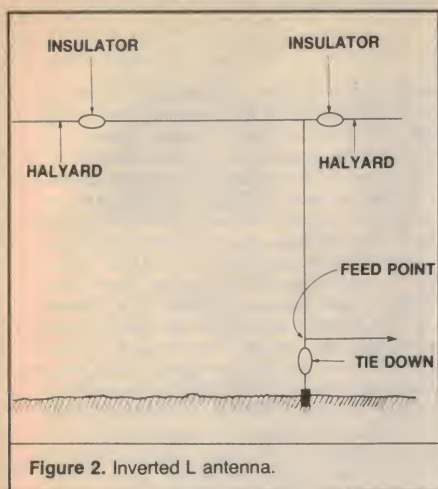 INSULATOR
INSULATOR
HALYARD
HALYARD
FEED POINT
TIE DOWN
Figure 2. Inverted L antenna.